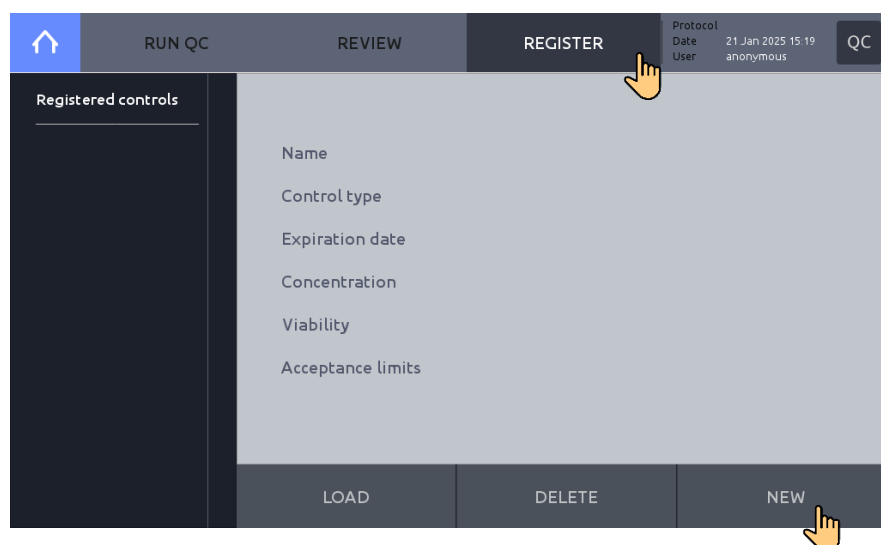 RUN QC
REVIEW
REGISTER
Protocol
Date 21 Jan 2025 15:19
User anonymous
QC
Registered controls
Name
Control type
Expiration date
Concentration
Viability
Acceptance limits
LOAD
DELETE
NEW